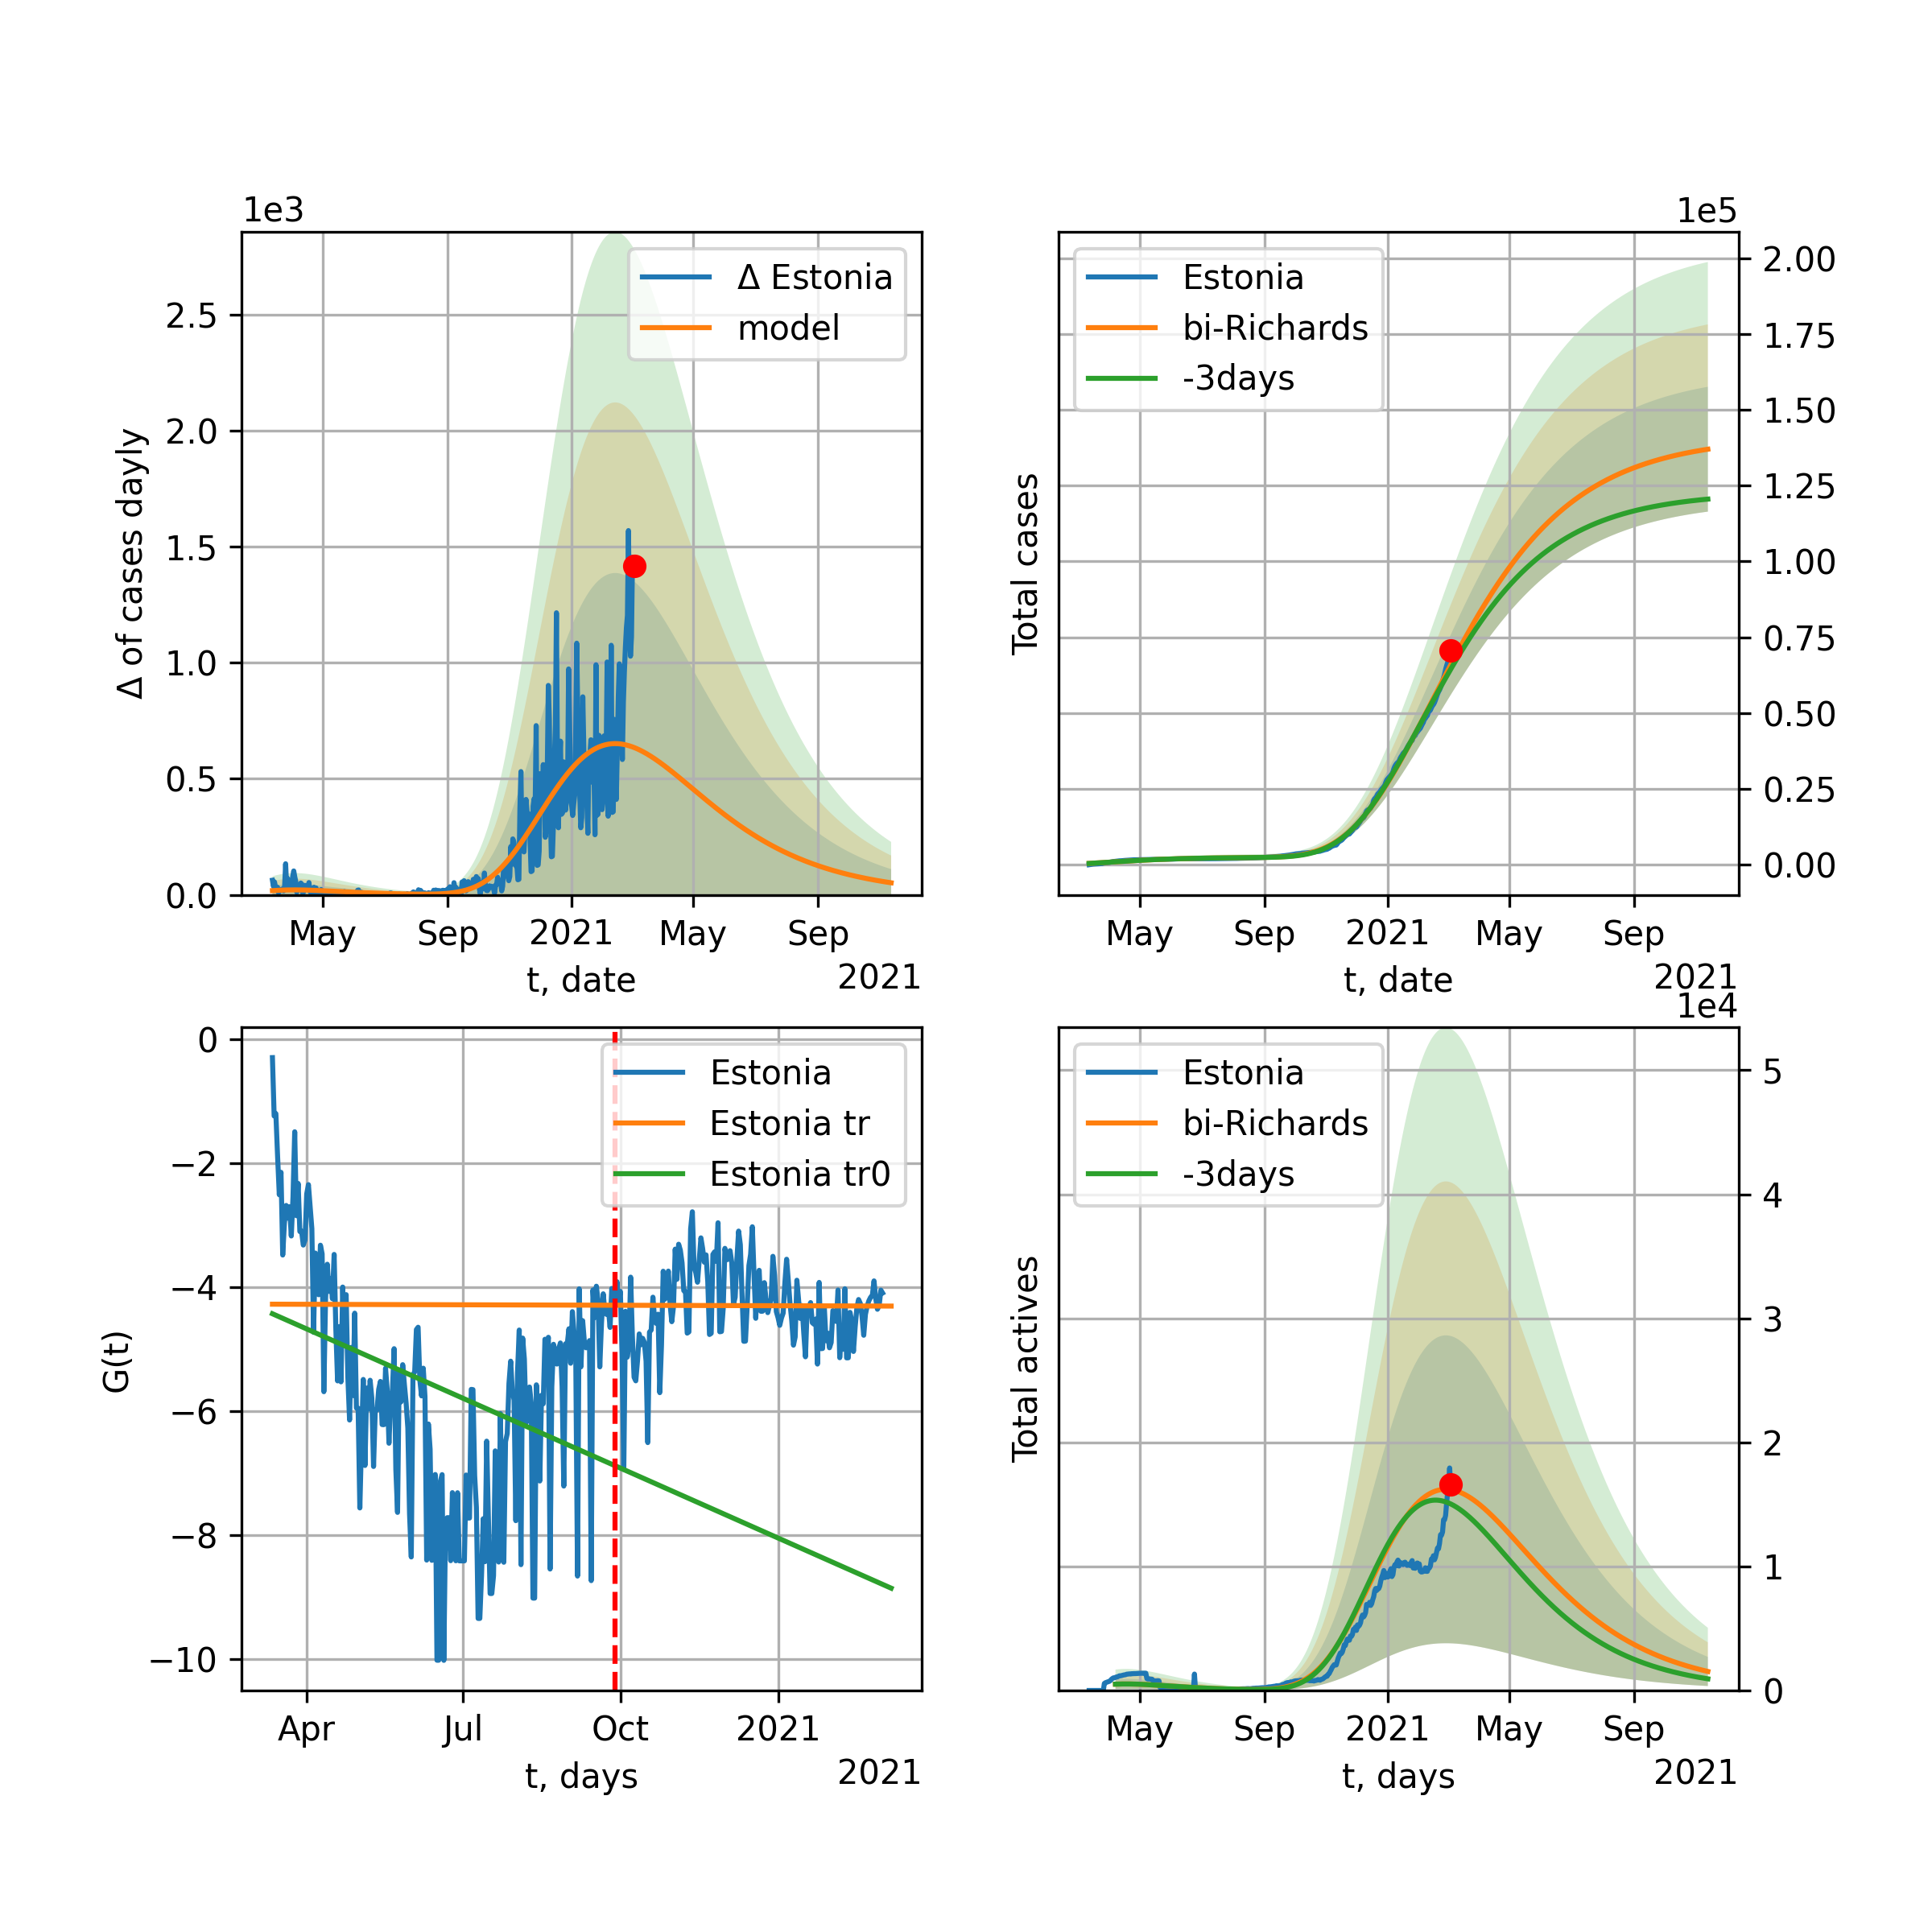 1e3
2.5
2.0
1.5
1.0
0.5
0.0
Δ of cases dayly
Δ Estonia
model
May Sep 2021 May Sep
t, date
2021
1e5
Estonia
bi-Richards
-3days
Total cases
2.00
1.75
1.50
1.25
1.00
0.75
0.50
0.25
0.00
May Sep 2021 May Sep
t, date
2021
0
−2
−4
−6
−8
−10
G(t)
Estonia
Estonia tr
Estonia tr0
Apr Jul Oct 2021
t, days
2021
1e4
Estonia
bi-Richards
-3days
Total actives
5
4
3
2
1
0
May Sep 2021 May Sep
t, days
2021